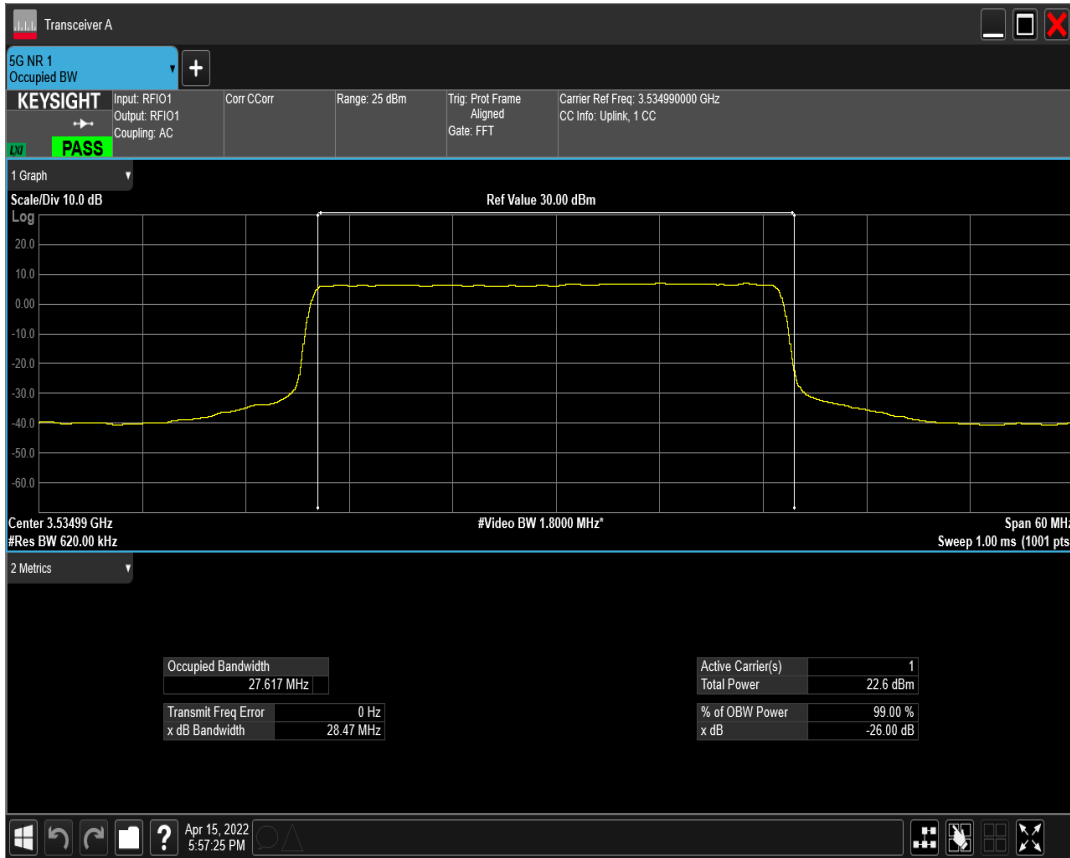 Transceiver A
5G NR 1
Occupied BW
+
KEYSIGHT
Input: RFIO1
Output: RFIO1
Coupling: AC
Corr CCorr
Range: 25 dBm
Trig: Prot Frame
Aligned
Gate: FFT
Carrier Ref Freq: 3.534990000 GHz
CC Info: Uplink, 1 CC
LXI
PASS
1 Graph
Scale/Div 10.0 dB
Ref Value 30.00 dBm
Log
20.0
10.0
0.00
-10.0
-20.0
-30.0
-40.0
-50.0
-60.0
Center 3.53499 GHz
#Video BW 1.8000 MHz*
Span 60 MHz
#Res BW 620.00 kHz
Sweep 1.00 ms (1001 pts
2 Metrics
Occupied Bandwidth
27.617 MHz
Transmit Freq Error 0 Hz
x dB Bandwidth 28.47 MHz
Active Carrier(s) 1
Total Power 22.6 dBm
% of OBW Power 99.00 %
x dB -26.00 dB
?
Apr 15, 2022
5:57:25 PM